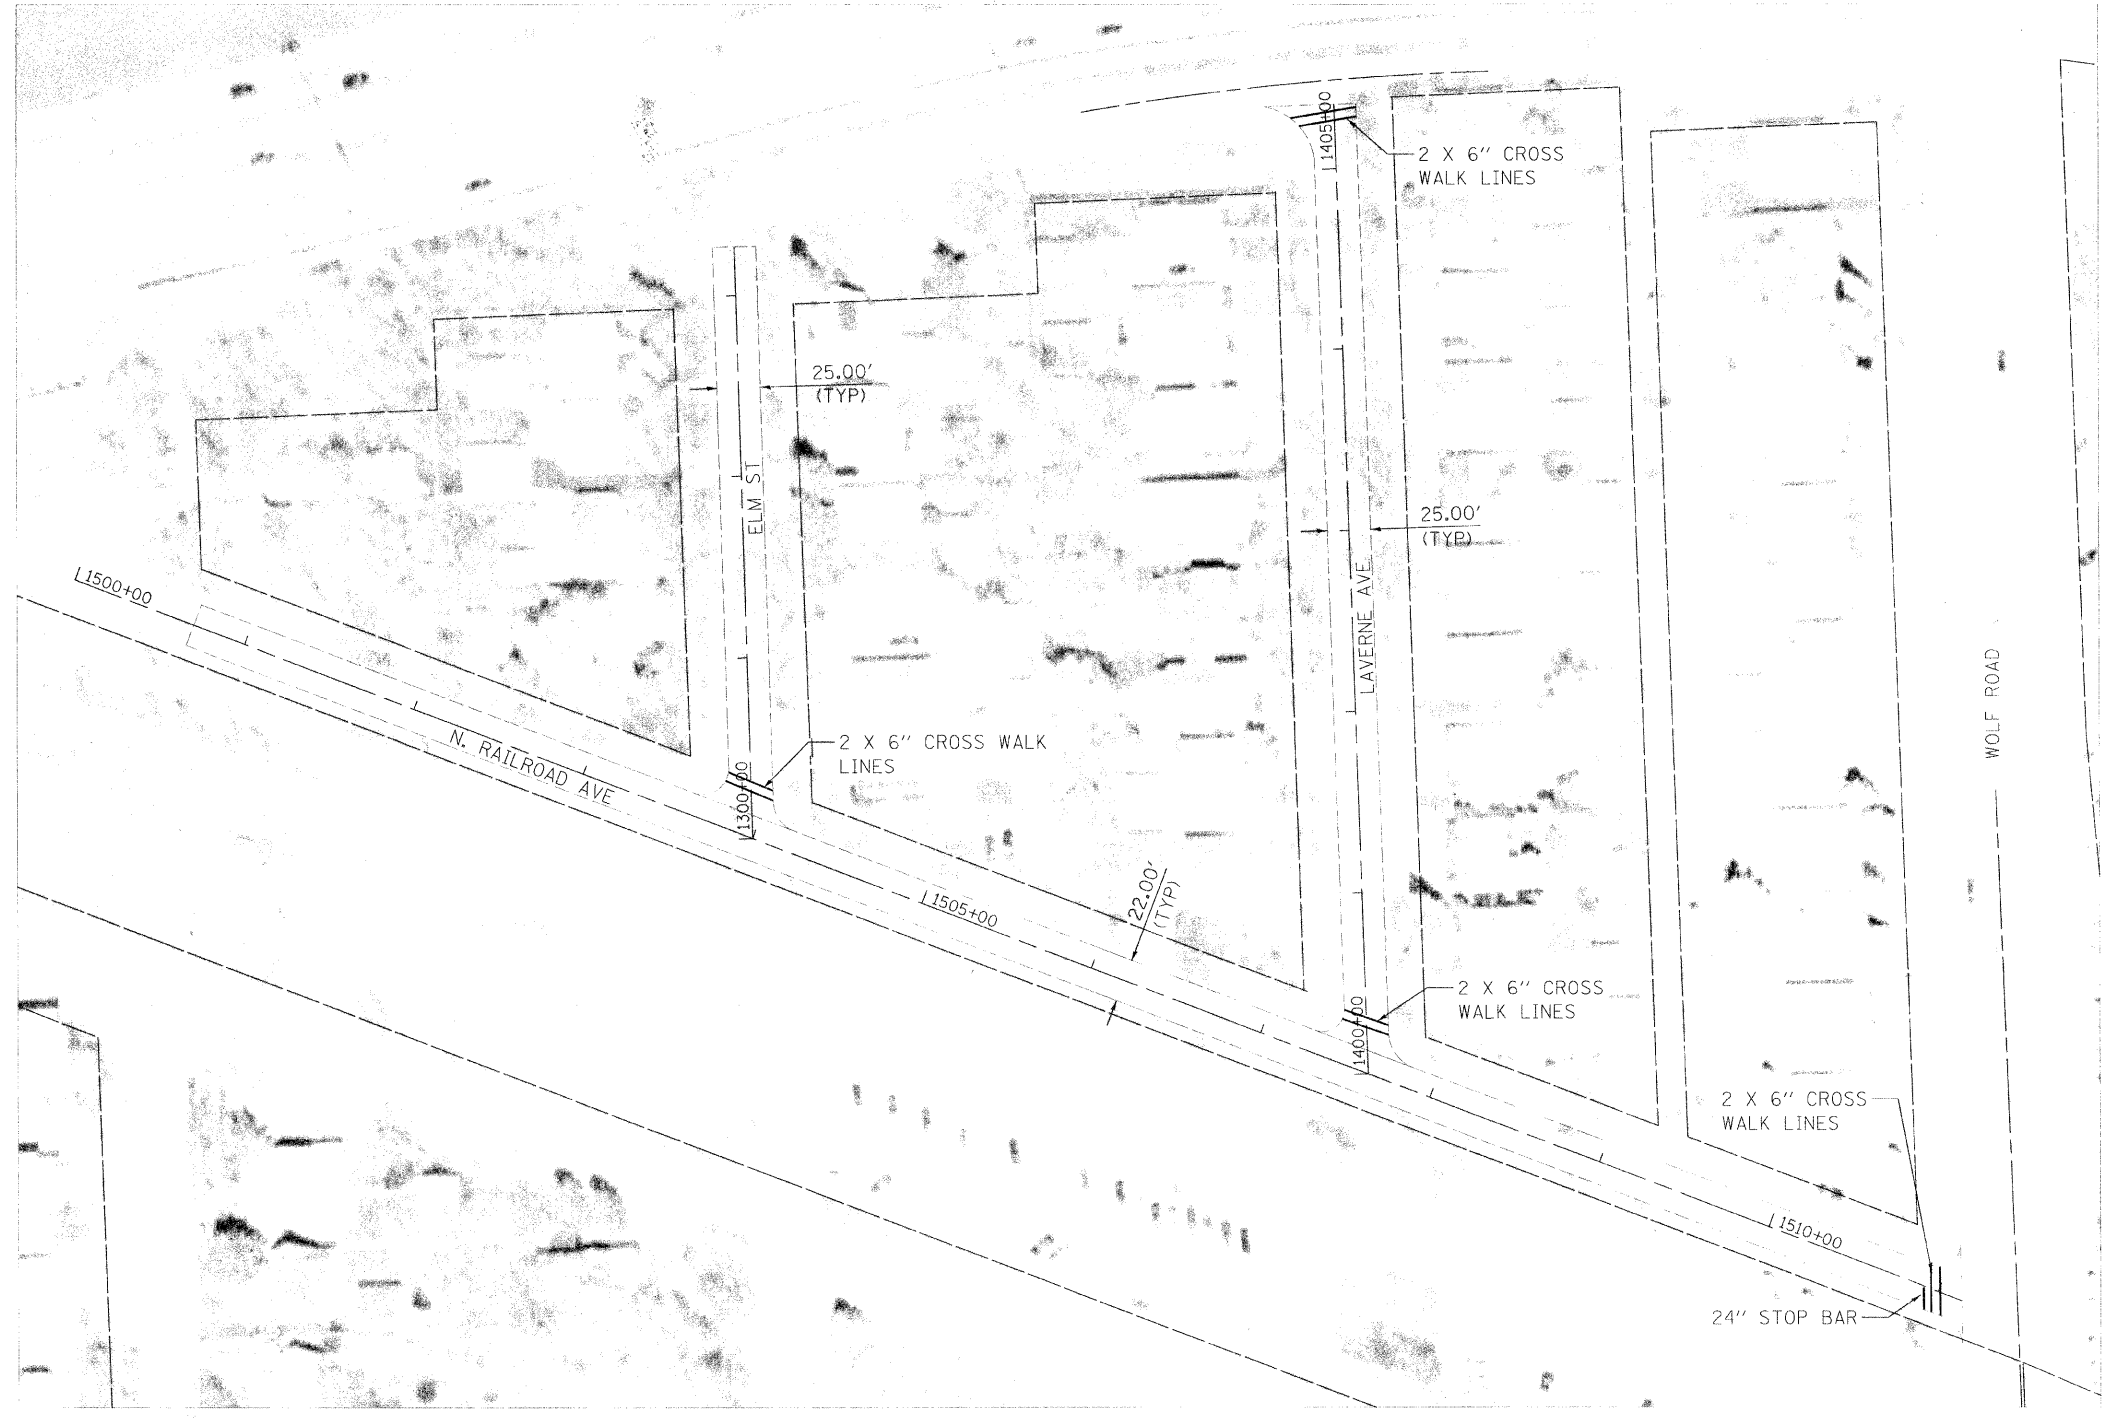 1405+00
2 X 6" CROSS
WALK LINES
25.00'
(TYP)
ELM ST
25.00'
(TYP)
LAVERNE AVE.
1500+00
N. RAILROAD AVE
WOLF ROAD
2 X 6" CROSS WALK
LINES
1300+00
1505+00
22.00'
(TYP)
2 X 6" CROSS
WALK LINES
1400+00
2 X 6" CROSS
WALK LINES
1510+00
24" STOP BAR